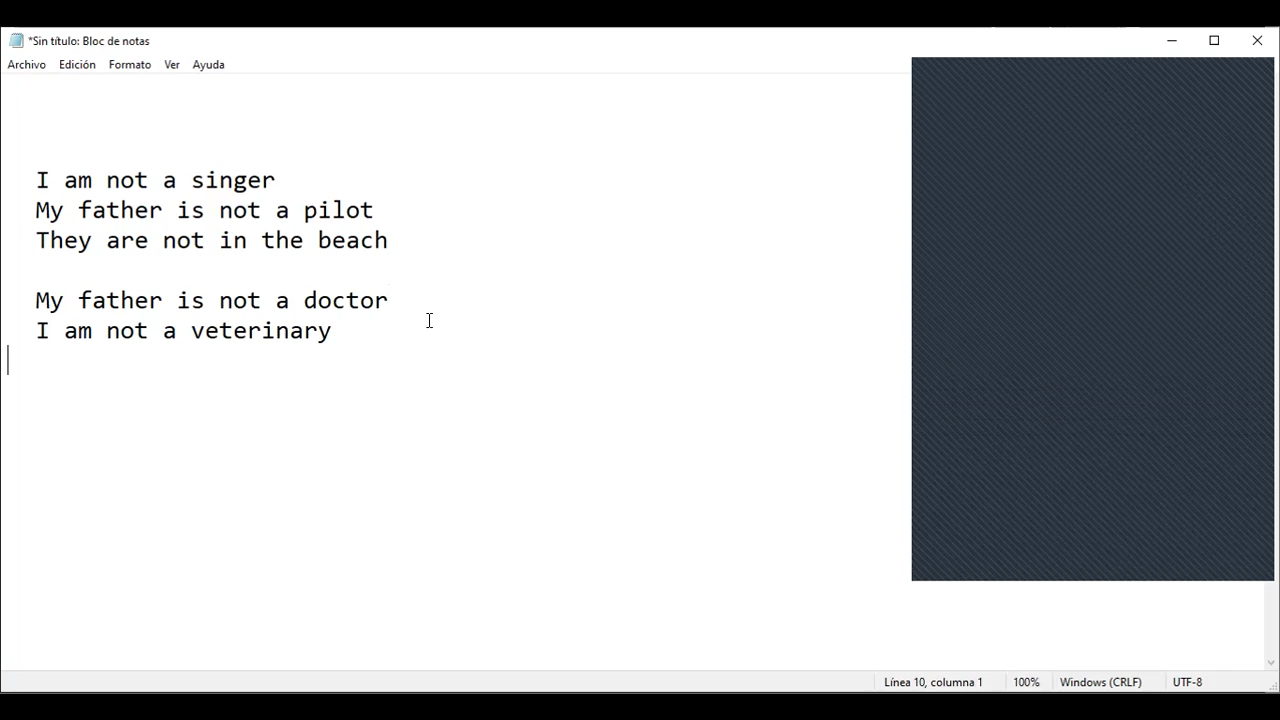 *Sin título: Bloc de notas
Archivo Edición Formato Ver Ayuda
I am not a singer
My father is not a pilot
They are not in the beach
My father is not a doctor
I am not a veterinary
Línea 10, columna 1 100% Windows (CRLF) UTF-8